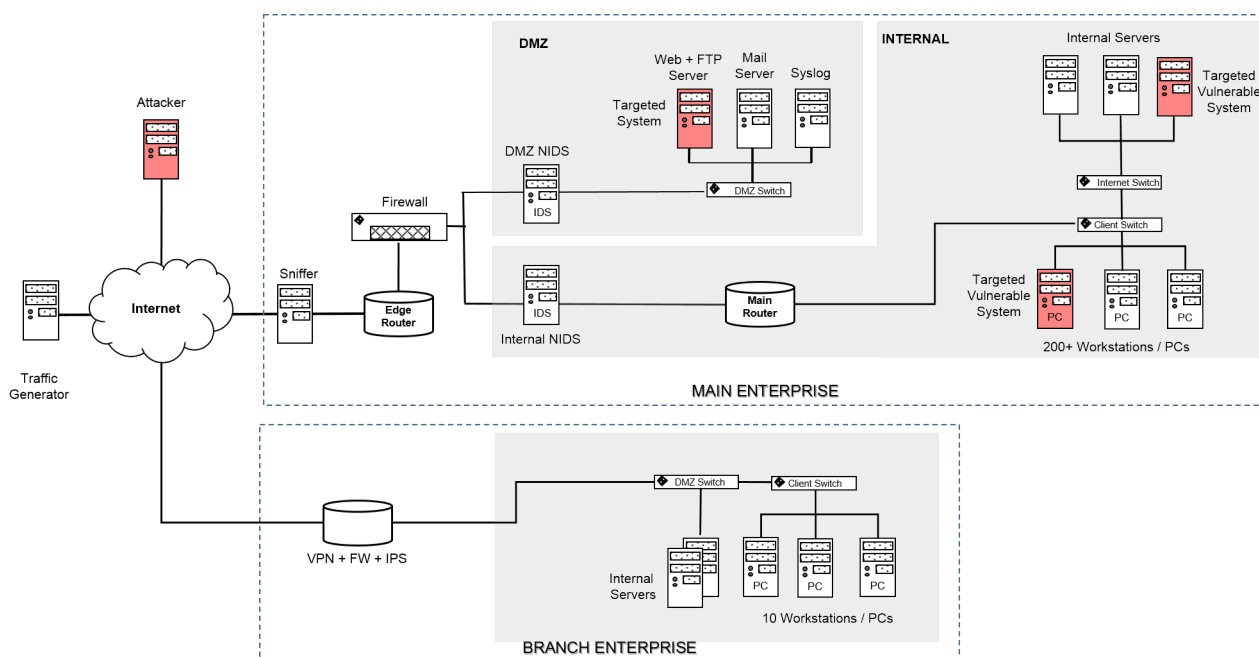 DMZ
INTERNAL
Internal Servers
Web + FTP
Server
Mail
Server
Syslog
Targeted
System
Targeted
Vulnerable
System
Attacker
DMZ NIDS
IDS
DMZ Switch
Internet Switch
Client Switch
Firewall
Traffic
Generator
Internet
Sniffer
Edge
Router
IDS
Internal NIDS
Main
Router
Targeted
Vulnerable
System
PC
PC
PC
200+ Workstations / PCs
MAIN ENTERPRISE
DMZ Switch
Client Switch
VPN + FW + IPS
Internal
Servers
PC
PC
PC
10 Workstations / PCs
BRANCH ENTERPRISE